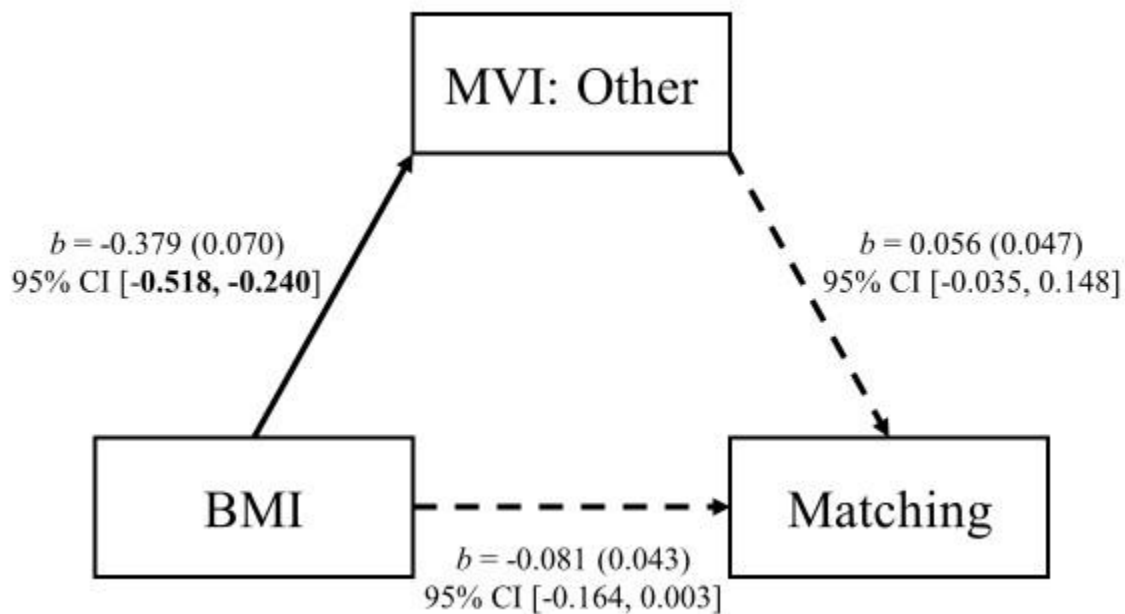 MVI: Other
b = -0.379 (0.070)
95% CI [-0.518, -0.240]
b = 0.056 (0.047)
95% CI [-0.035, 0.148]
BMI
Matching
b = -0.081 (0.043)
95% CI [-0.164, 0.003]